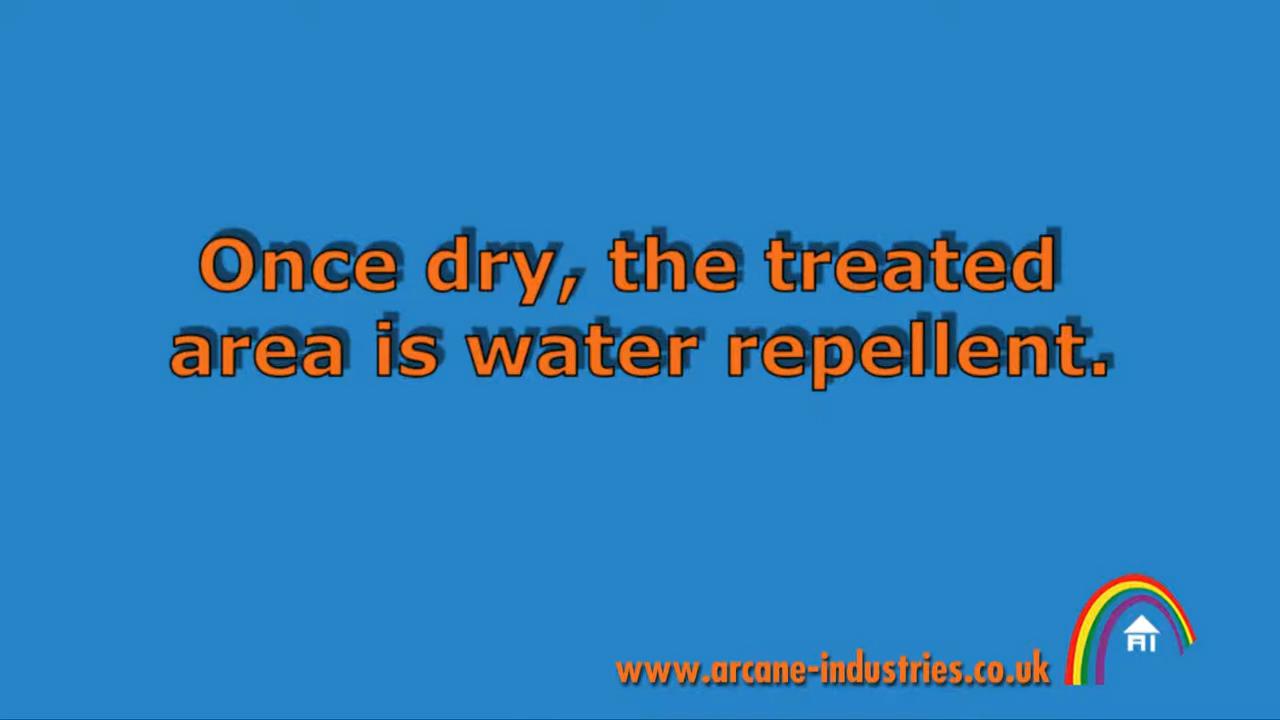 Once dry, the treated
area is water repellent.
www.arcane-industries.co.uk
AI